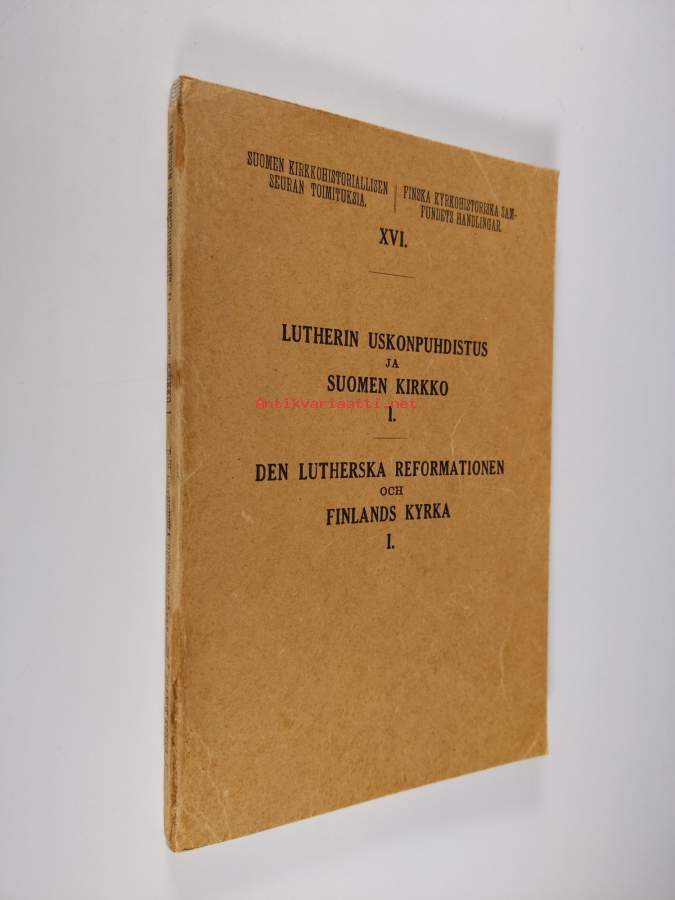 SUOMEN KIRKKOHISTORIALLISEN
SEURAN TOIMITUKSIA.
FINSKA KYRKOHISTORISKA SAM-
FUNDETS HANDLINGAR.
XVI.
LUTHERIN USKONPUHDISTUS
JA
SUOMEN KIRKKO
Antikvariaatti.net
I.
DEN LUTHERSKA REFORMATIONEN
OCH
FINLANDS KYRKA
I.